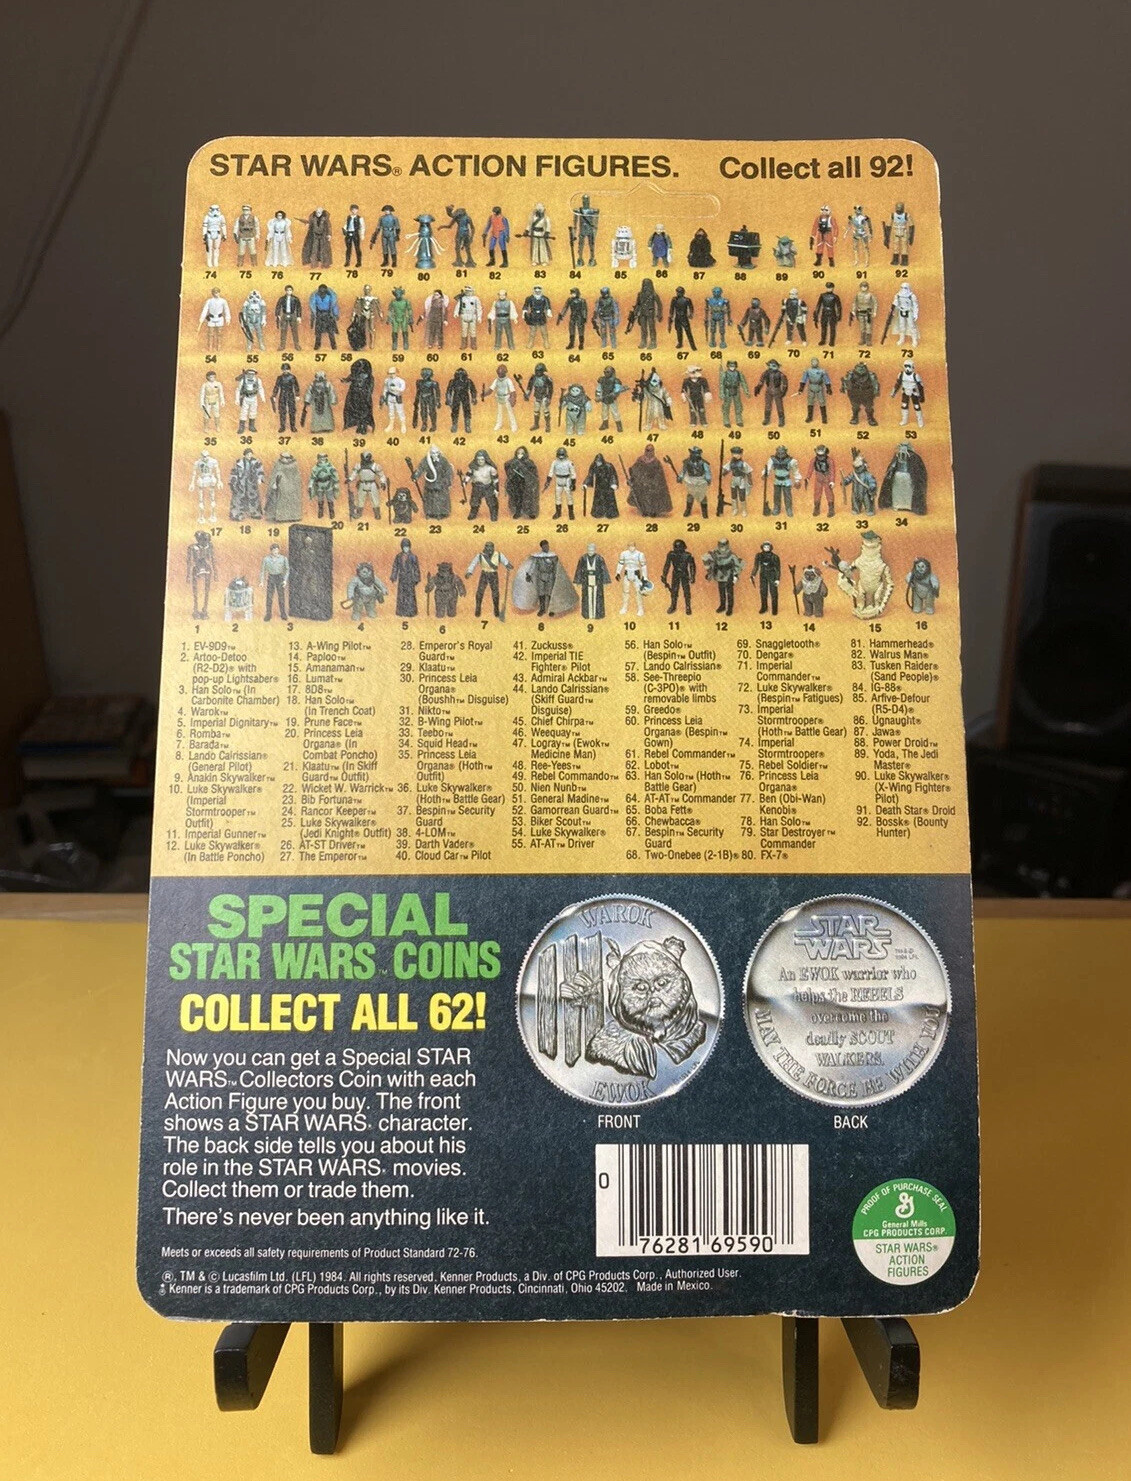 STAR WARS® ACTION FIGURES. Collect all 92!
74 75 76 77 78 79 80 81 82 83 84 85 86 87 88 89 90 91 92
54 55 56 57 58 59 60 61 62 63 64 65 66 67 68 69 70 71 72 73
35 36 37 38 39 40 41 42 43 44 45 46 47 48 49 50 51 52 53
17 18 19 20 21 22 23 24 25 26 27 28 29 30 31 32 33 34
1 2 3 4 5 6 7 8 9 10 11 12 13 14 15 16
1. EV-9D9™
2. Artoo-Detoo
(R2-D2)® with
pop-up Lightsaber®
3. Han Solo™ (In
Carbonite Chamber)
4. Warok™
5. Imperial Dignitary™
6. Romba™
7. Barada™
8. Lando Calrissian®
(General Pilot)
9. Anakin Skywalker™
10. Luke Skywalker®
(Imperial
Stormtrooper™
Outfit)
11. Imperial Gunner™
12. Luke Skywalker®
(In Battle Poncho)
13. A-Wing Pilot™
14. Paploo™
15. Amanaman™
16. Lumat™
17. 8D8™
18. Han Solo™
(In Trench Coat)
19. Prune Face™
20. Princess Leia
Organa® (In
Combat Poncho)
21. Klaatu™ (In Skiff
Guard™ Outfit)
22. Wicket W. Warrick™
23. Bib Fortuna™
24. Rancor Keeper™
25. Luke Skywalker®
(Jedi Knight® Outfit)
26. AT-ST Driver™
27. The Emperor™
28. Emperor's Royal
Guard™
29. Klaatu™
30. Princess Leia
Organa®
(Boushh™ Disguise)
31. Nikto™
32. B-Wing Pilot™
33. Teebo™
34. Squid Head™
35. Princess Leia
Organa® (Hoth™
Outfit)
36. Luke Skywalker®
(Hoth™ Battle Gear)
37. Bespin™ Security
Guard
38. 4-LOM™
39. Darth Vader®
40. Cloud Car™ Pilot
41. Zuckuss®
42. Imperial TIE
Fighter® Pilot
43. Admiral Ackbar™
44. Lando Calrissian®
(Skiff Guard™
Disguise)
45. Chief Chirpa™
46. Weequay™
47. Logray™ (Ewok™
Medicine Man)
48. Ree-Yees™
49. Rebel Commando™
50. Nien Nunb™
51. General Madine™
52. Gamorrean Guard™
53. Biker Scout™
54. Luke Skywalker®
55. AT-AT™ Driver
56. Han Solo™
(Bespin™ Outfit)
57. Lando Calrissian®
58. See-Threepio
(C-3PO)® with
removable limbs
59. Greedo®
60. Princess Leia
Organa® (Bespin™
Gown)
61. Rebel Commander™
62. Lobot™
63. Han Solo™ (Hoth™
Battle Gear)
64. AT-AT™ Commander
65. Boba Fett®
66. Chewbacca®
67. Bespin™ Security
Guard
68. Two-Onebee (2-1B)®
69. Snaggletooth®
70. Dengar®
71. Imperial
Commander™
72. Luke Skywalker®
(Bespin™ Fatigues)
73. Imperial
Stormtrooper®
(Hoth™ Battle Gear)
74. Imperial
Stormtrooper®
75. Rebel Soldier™
76. Princess Leia
Organa®
77. Ben (Obi-Wan)
Kenobi®
78. Han Solo™
79. Star Destroyer™
Commander
80. FX-7®
81. Hammerhead®
82. Walrus Man®
83. Tusken Raider®
(Sand People)®
84. IG-88®
85. Arfive-Defour
(R5-D4)®
86. Ugnaught®
87. Jawa®
88. Power Droid™
89. Yoda, The Jedi
Master®
90. Luke Skywalker®
(X-Wing Fighter®
Pilot)
91. Death Star® Droid
92. Bossk® (Bounty
Hunter)
SPECIAL
STAR WARS™ COINS
COLLECT ALL 62!
Now you can get a Special STAR
WARS™ Collectors Coin with each
Action Figure you buy. The front
shows a STAR WARS® character.
The back side tells you about his
role in the STAR WARS® movies.
Collect them or trade them.
There's never been anything like it.
WAROK
EWOK
FRONT
STAR
WARS
An EWOK warrior who
helps the REBELS
overcome the
deadly SCOUT
WALKERS.
MAY THE FORCE BE WITH YOU
BACK
0 76281 69590
PROOF OF PURCHASE SEAL
General Mills
CPG PRODUCTS CORP.
STAR WARS®
ACTION
FIGURES
Meets or exceeds all safety requirements of Product Standard 72-76.
®, TM & © Lucasfilm Ltd. (LFL) 1984. All rights reserved. Kenner Products, a Div. of CPG Products Corp., Authorized User.
Kenner is a trademark of CPG Products Corp., by its Div. Kenner Products, Cincinnati, Ohio 45202. Made in Mexico.